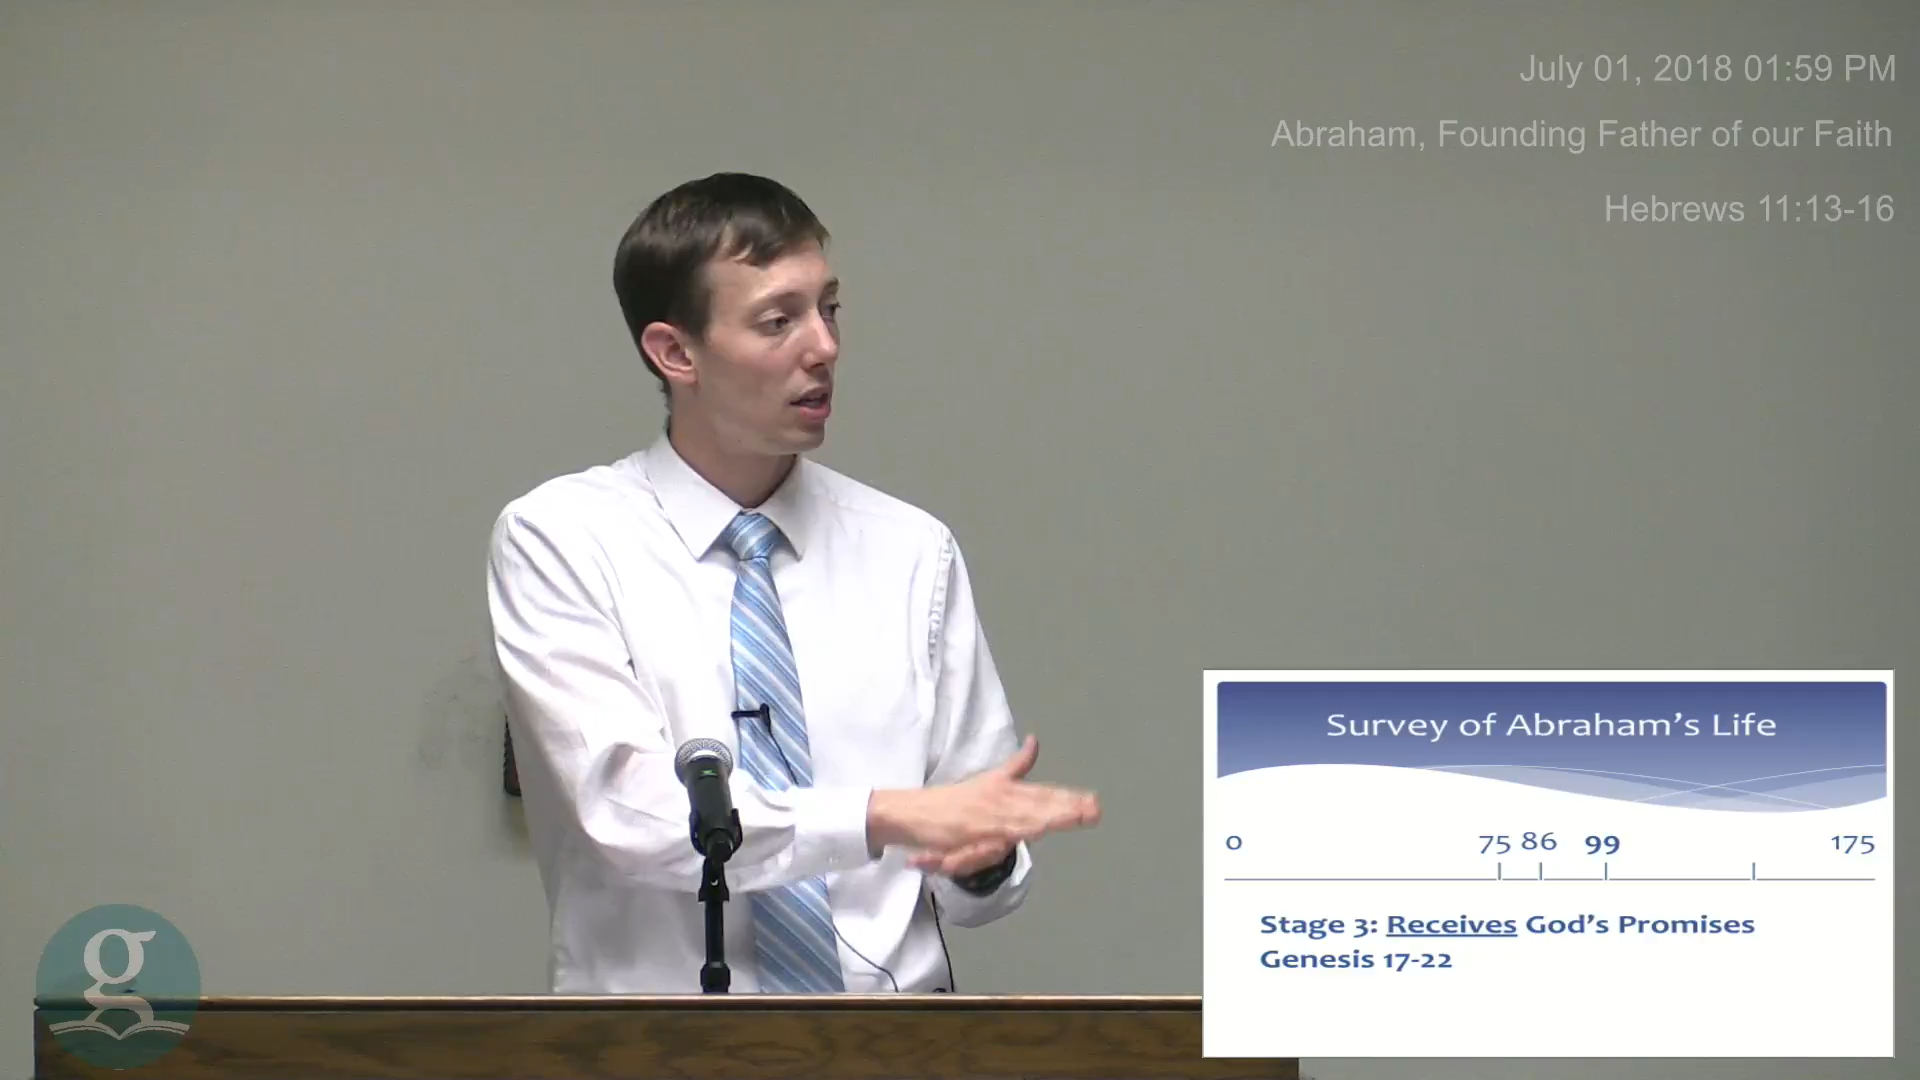 July 01, 2018 01:59 PM
Abraham, Founding Father of our Faith
Hebrews 11:13-16
Survey of Abraham's Life
0 75 86 99 175
Stage 3: Receives God's Promises
Genesis 17-22
g